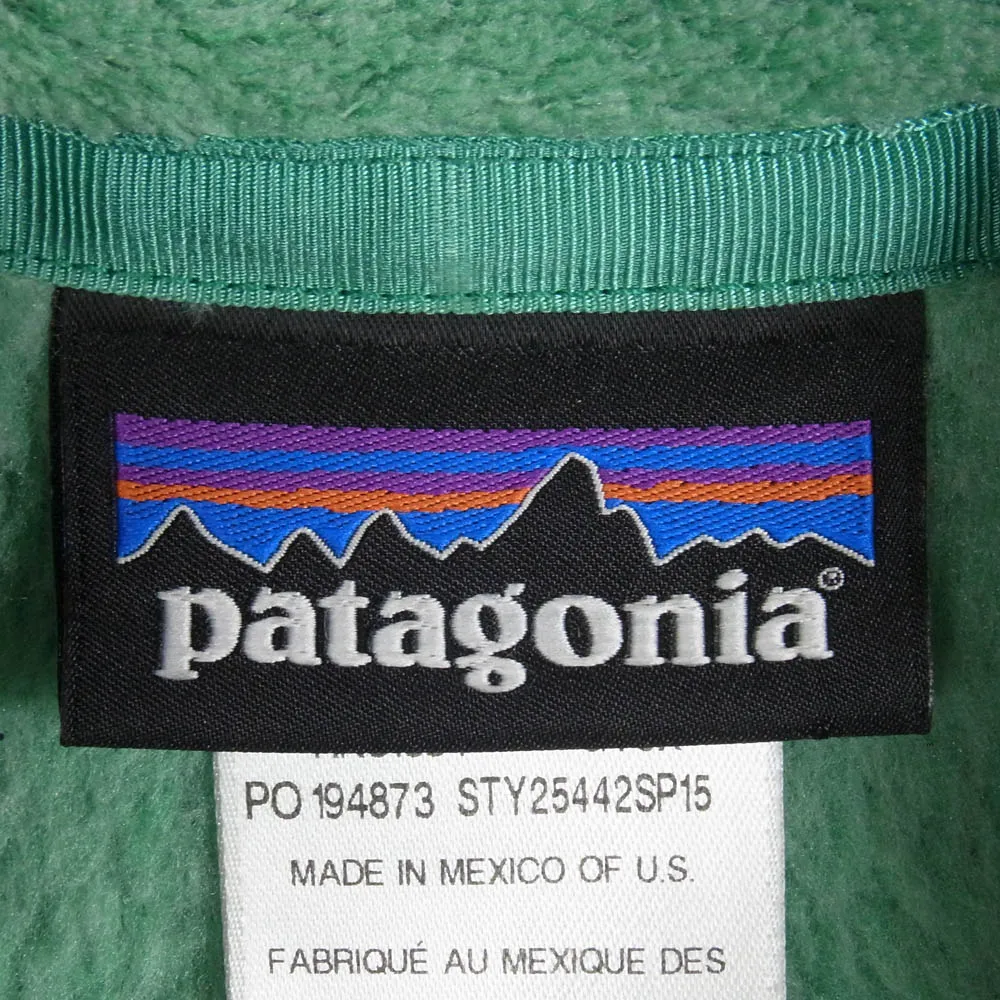 patagonia®
PO 194873 STY25442SP15
MADE IN MEXICO OF U.S.
FABRIQUÉ AU MEXIQUE DES